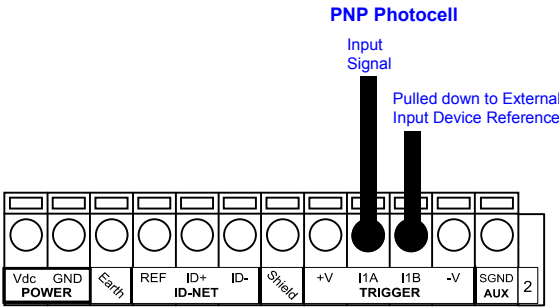 PNP Photocell
Input
Signal
Pulled down to External
Input Device Reference
Vdc GND Earth REF ID+ ID- Shield +V I1A I1B -V SGND 2
POWER ID-NET TRIGGER AUX